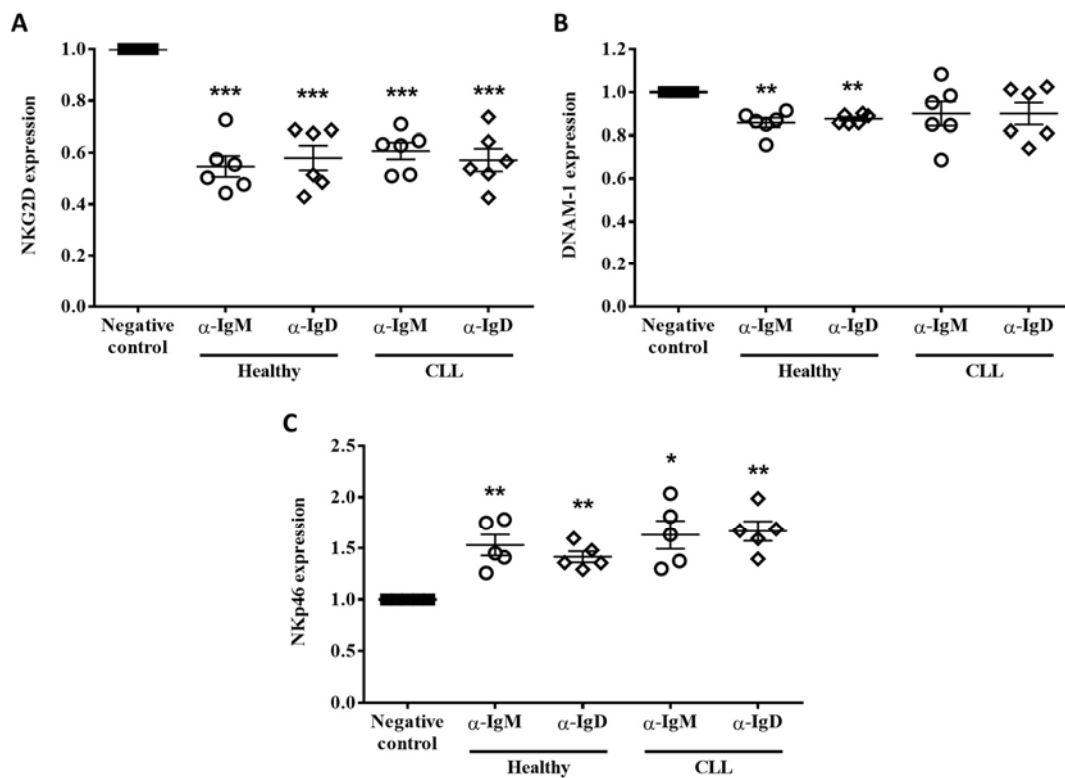 A
NKG2D expression
1.0
0.8
0.6
0.4
0.2
0.0
*** *** *** ***
Negative control
α-IgM α-IgD α-IgM α-IgD
Healthy CLL
B
DNAM-1 expression
1.2
1.0
0.8
0.6
0.4
0.2
0.0
** **
Negative control
α-IgM α-IgD α-IgM α-IgD
Healthy CLL
C
NKp46 expression
2.5
2.0
1.5
1.0
0.5
0.0
** ** * **
Negative control
α-IgM α-IgD α-IgM α-IgD
Healthy CLL